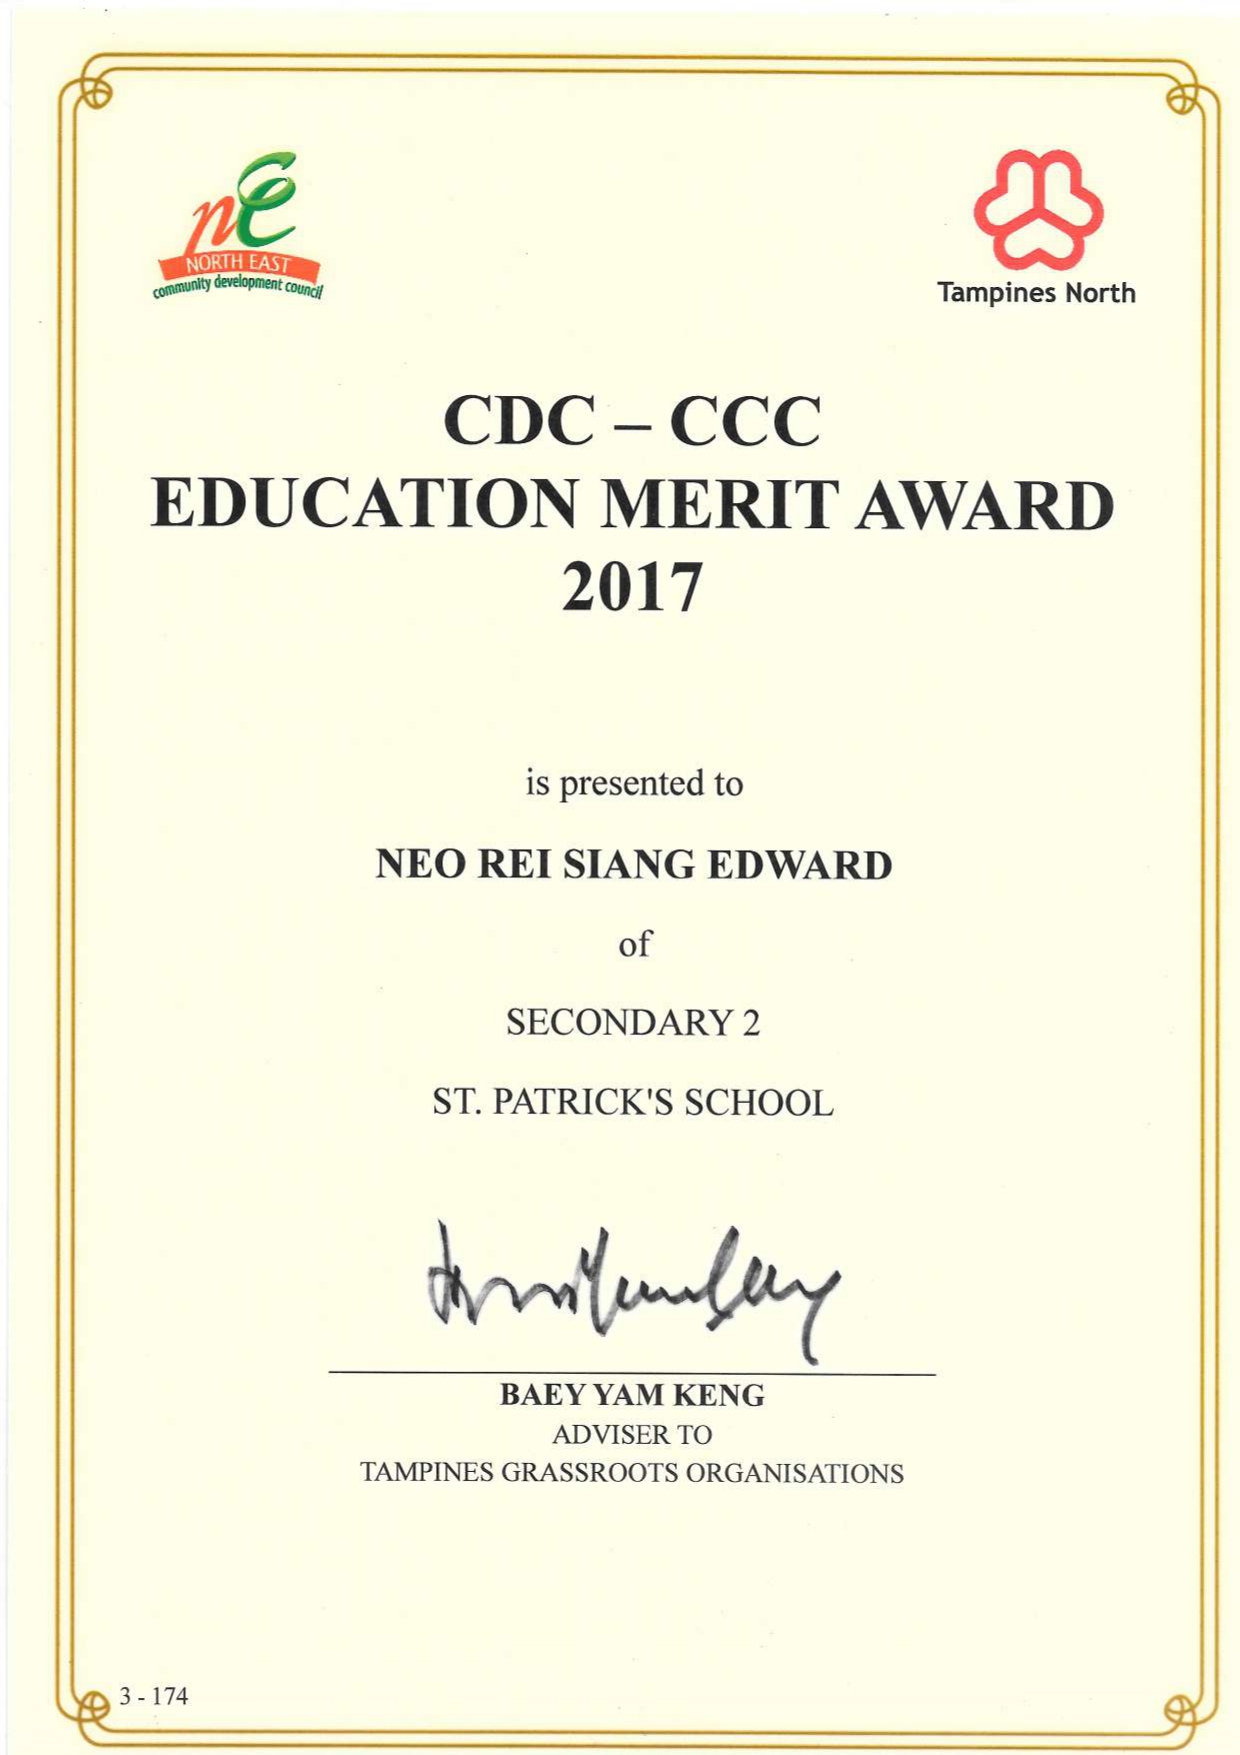 ne
NORTH EAST
community development council
Tampines North
CDC – CCC
EDUCATION MERIT AWARD
2017
is presented to
NEO REI SIANG EDWARD
of
SECONDARY 2
ST. PATRICK'S SCHOOL
BAEY YAM KENG
ADVISER TO
TAMPINES GRASSROOTS ORGANISATIONS
3 - 174